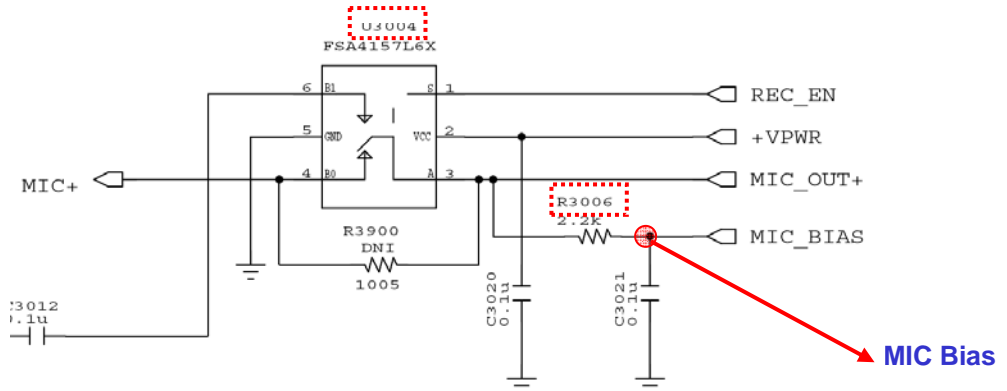 U3004
FSA4157L6X
6 B1 S 1 REC_EN
5 GND VCC 2 +VPWR
MIC+ 4 B0 A 3 MIC_OUT+
R3006
2.2K
MIC_BIAS
R3900
DNI
1005
C3020
0.1u
C3021
0.1u
C3012
0.1u
MIC Bias